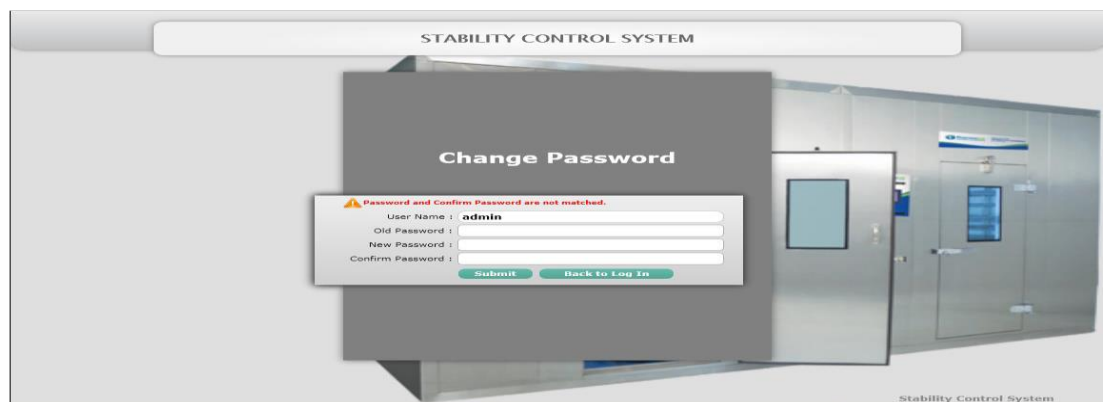 STABILITY CONTROL SYSTEM
Change Password
Password and Confirm Password are not matched.
User Name : admin
Old Password :
New Password :
Confirm Password :
Submit Back to Log In
Stability Control System